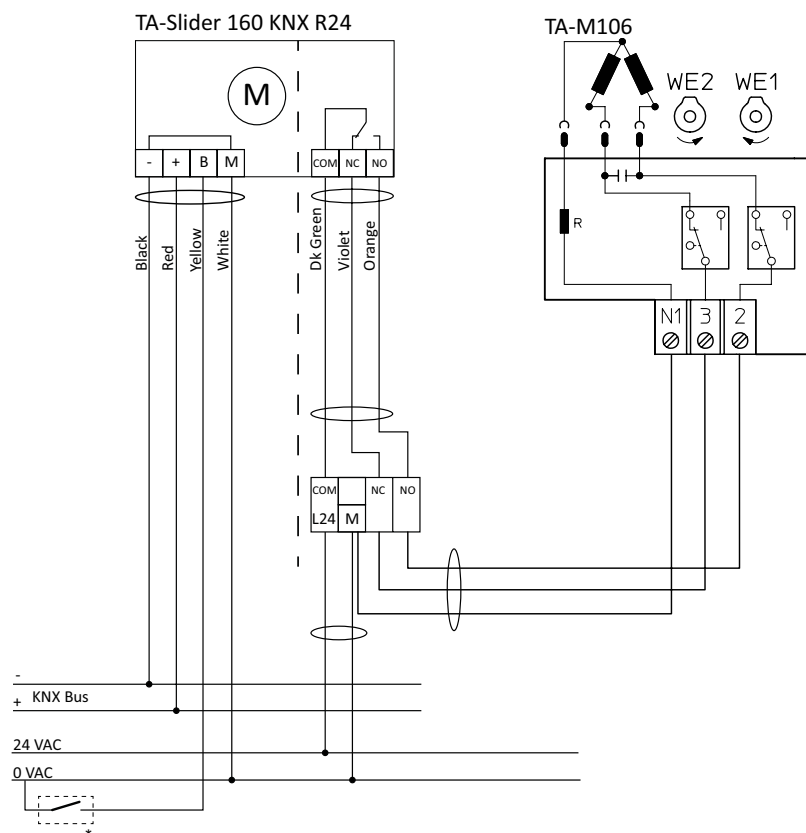 TA-Slider 160 KNX R24
TA-M106
WE2 WE1
M
- + B M
COM NC NO
R
Black
Red
Yellow
White
Dk Green
Violet
Orange
N1 3 2
COM NC NO
L24 M
-
+ KNX Bus
24 VAC
0 VAC
*